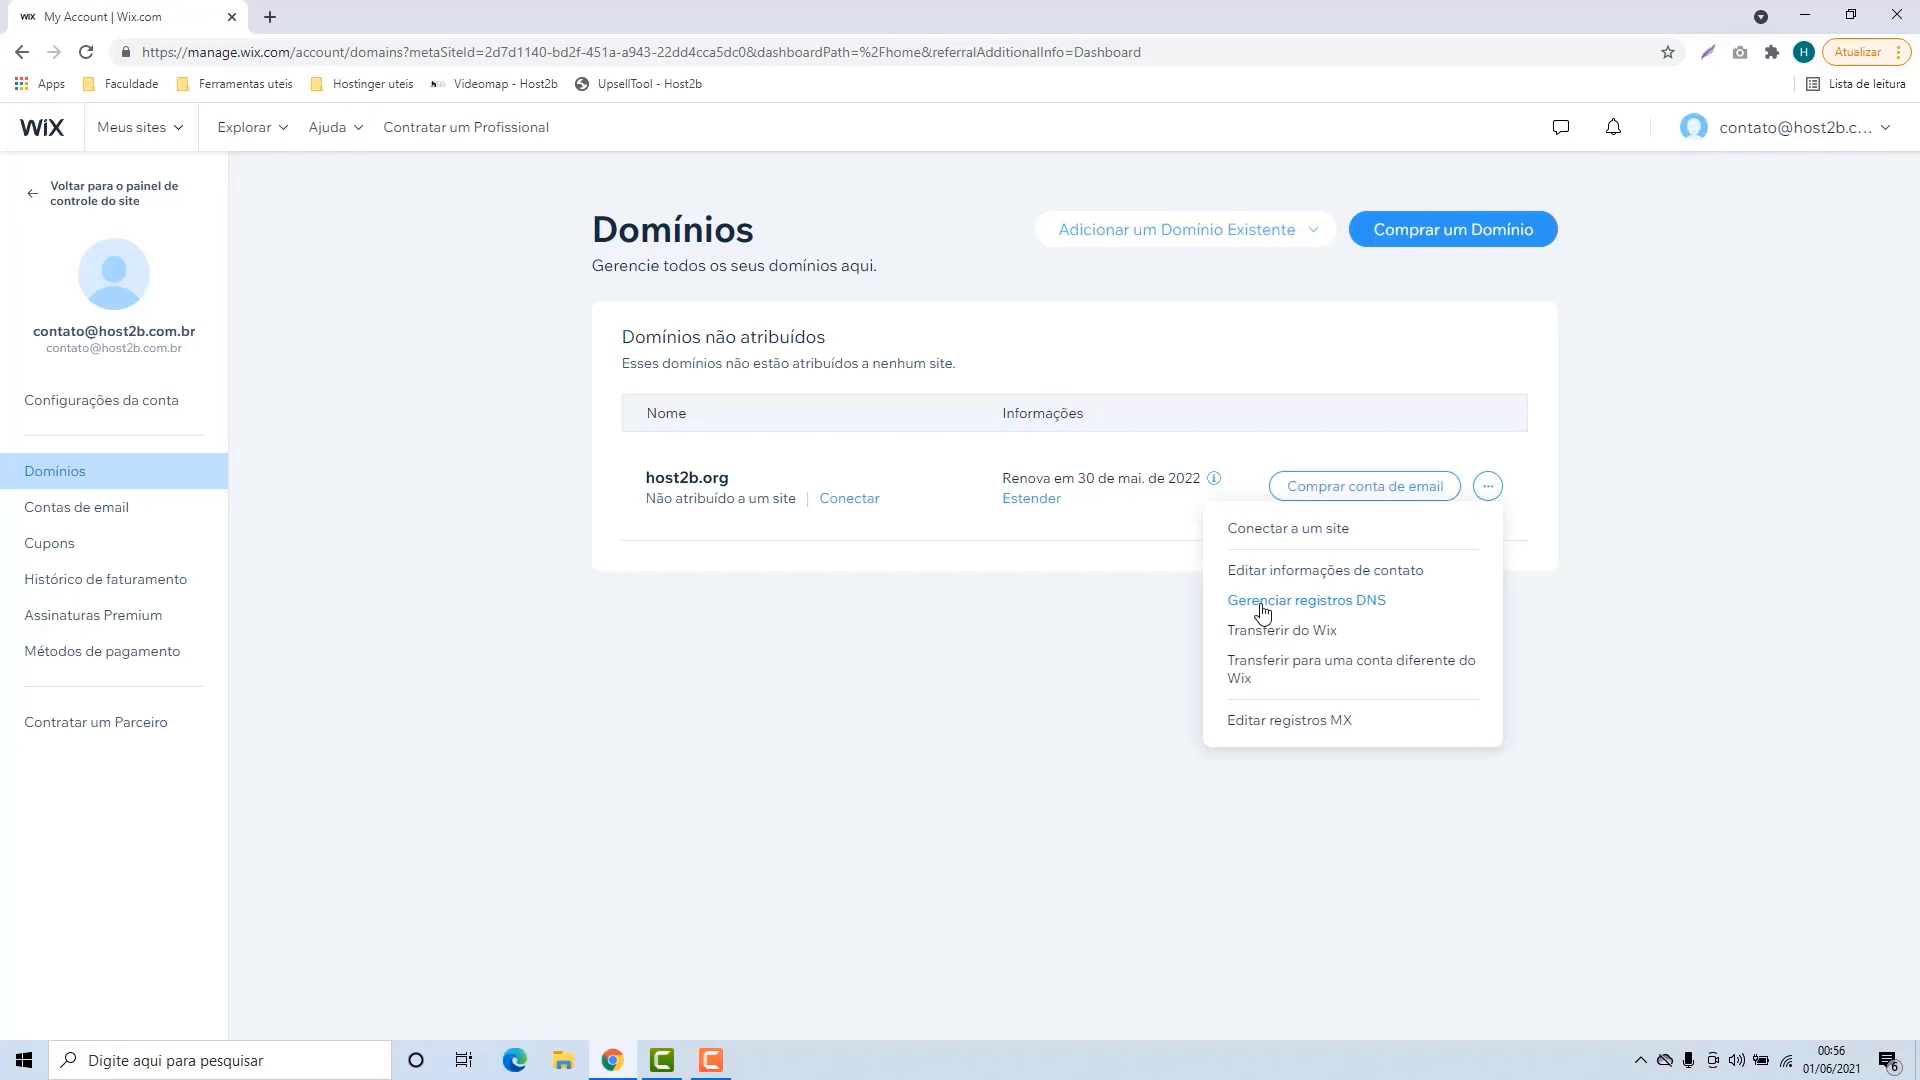 WiX My Account | Wix.com
https://manage.wix.com/account/domains?metaSiteId=2d7d1140-bd2f-451a-a943-22dd4cca5dc0&dashboardPath=%2Fhome&referralAdditionalInfo=Dashboard
H
Atualizar
Apps
Faculdade
Ferramentas uteis
Hostinger uteis
Videomap - Host2b
UpsellTool - Host2b
Lista de leitura
WiX
Meus sites
Explorar
Ajuda
Contratar um Profissional
contato@host2b.c...
Voltar para o painel de
controle do site
contato@host2b.com.br
contato@host2b.com.br
Configurações da conta
Domínios
Contas de email
Cupons
Histórico de faturamento
Assinaturas Premium
Métodos de pagamento
Contratar um Parceiro
Domínios
Gerencie todos os seus domínios aqui.
Adicionar um Domínio Existente
Comprar um Domínio
Domínios não atribuídos
Esses domínios não estão atribuídos a nenhum site.
Nome
Informações
host2b.org
Não atribuído a um site | Conectar
Renova em 30 de mai. de 2022
Estender
Comprar conta de email
...
Conectar a um site
Editar informações de contato
Gerenciar registros DNS
Transferir do Wix
Transferir para uma conta diferente do
Wix
Editar registros MX
Digite aqui para pesquisar
00:56
01/06/2021
6